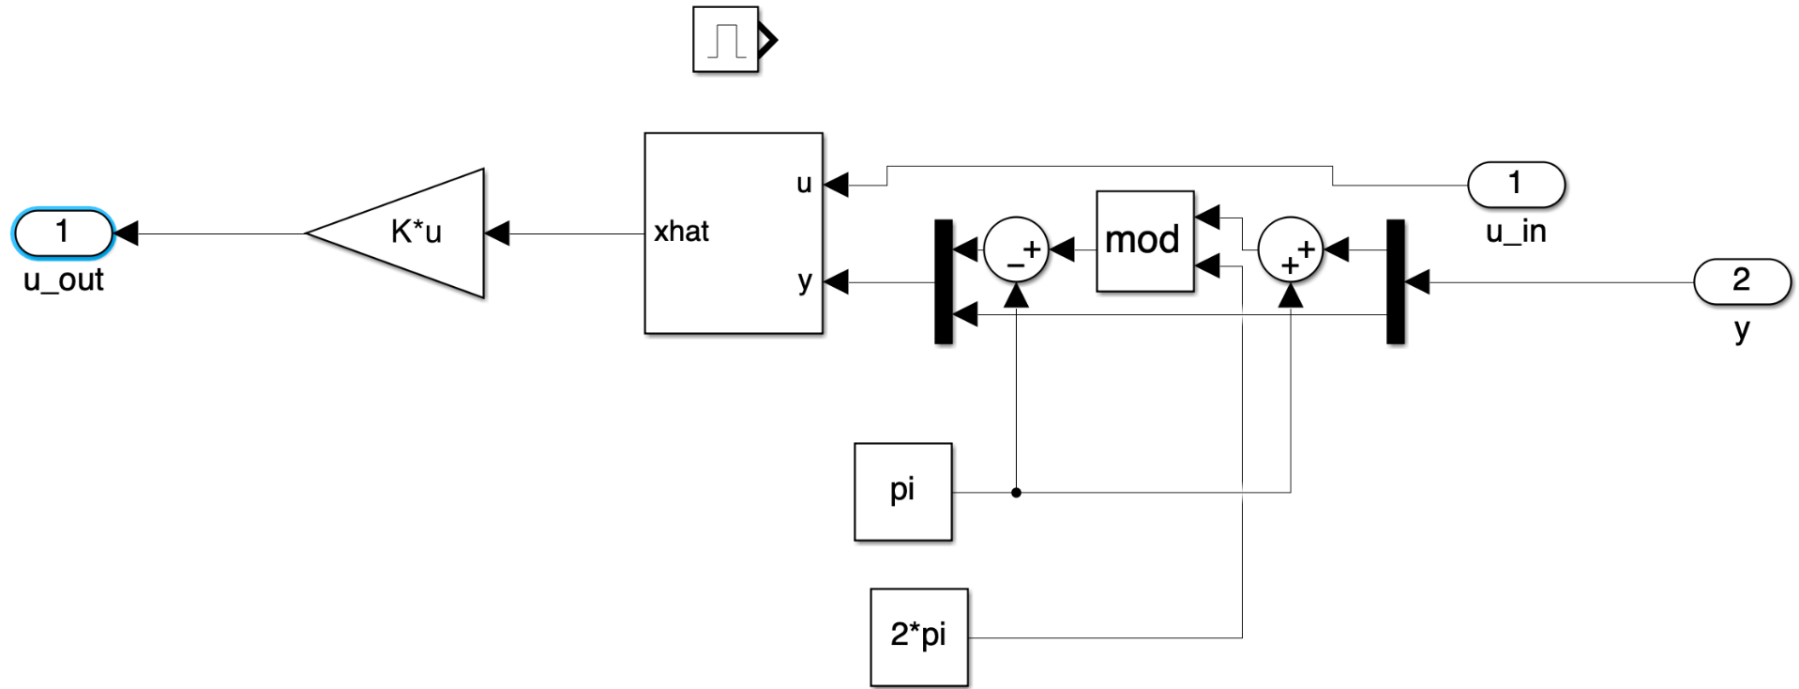 u
1
1
K*u
xhat
mod
+
−
+
+
u_out
u_in
y
2
y
pi
2*pi